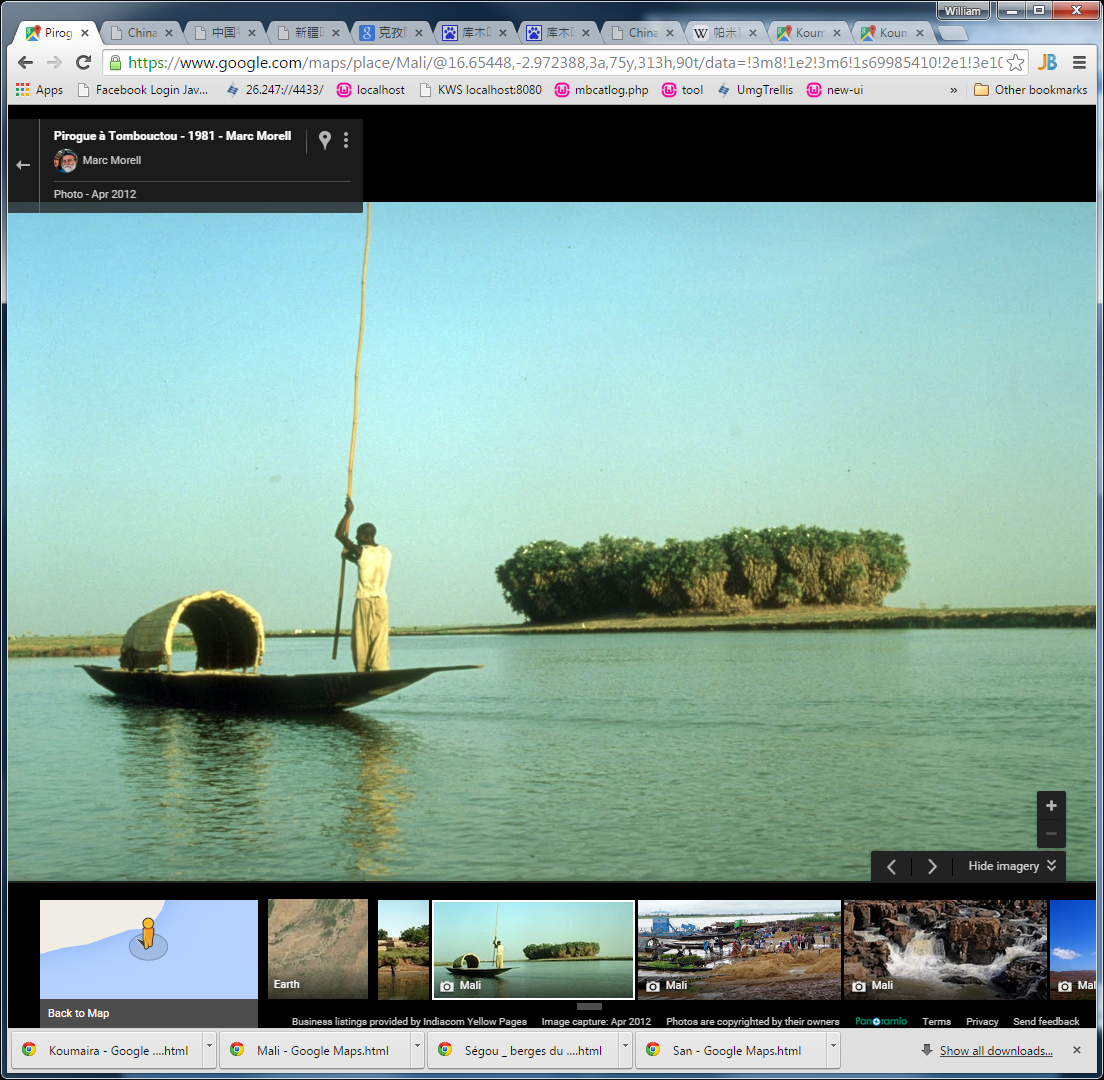 William
Pirog
China
中国
新疆
克孜
库木
库木
China
帕米
Koum
Koum
https://www.google.com/maps/place/Mali/@16.65448,-2.972388,3a,75y,313h,90t/data=!3m8!1e2!3m6!1s69985410!2e1!3e10
Apps
Facebook Login Jav...
26.247://4433/
localhost
KWS localhost:8080
mbcatlog.php
tool
UmgTrellis
new-ui
»
Other bookmarks
Pirogue à Tombouctou - 1981 - Marc Morell
Marc Morell
Photo - Apr 2012
Hide imagery
Back to Map
Earth
Mali
Mali
Mali
Mal
Business listings provided by Indiacom Yellow Pages Image capture: Apr 2012 Photos are copyrighted by their owners Panoramio Terms Privacy Send feedback
Koumaira - Google ....html
Mali - Google Maps.html
Ségou _ berges du ....html
San - Google Maps.html
Show all downloads...